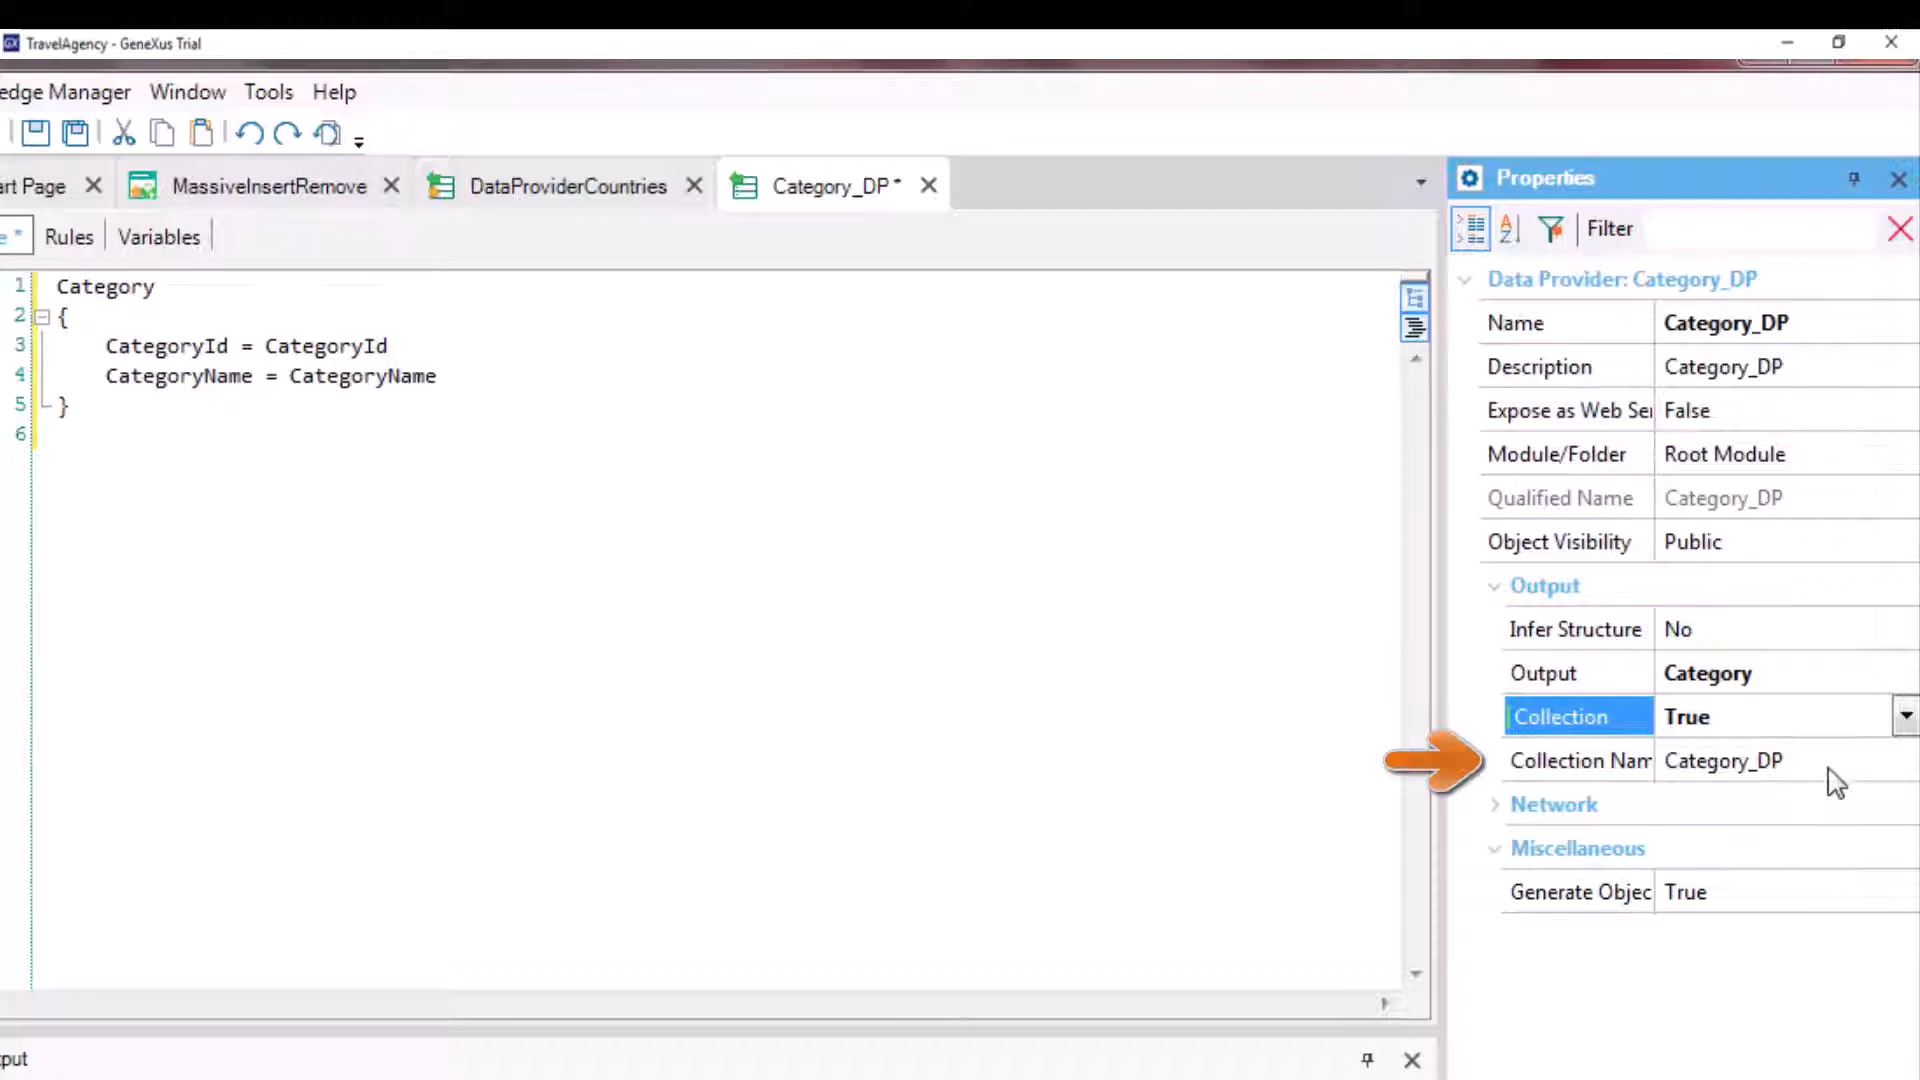 TravelAgency - GeneXus Trial
edge Manager Window Tools Help
art Page MassiveInsertRemove DataProviderCountries Category_DP *
e * Rules Variables
1 Category
2 {
3 CategoryId = CategoryId
4 CategoryName = CategoryName
5 }
6
Properties
Filter
Data Provider: Category_DP
Name Category_DP
Description Category_DP
Expose as Web Ser False
Module/Folder Root Module
Qualified Name Category_DP
Object Visibility Public
Output
Infer Structure No
Output Category
Collection True
Collection Nam Category_DP
Network
Miscellaneous
Generate Objec True
put